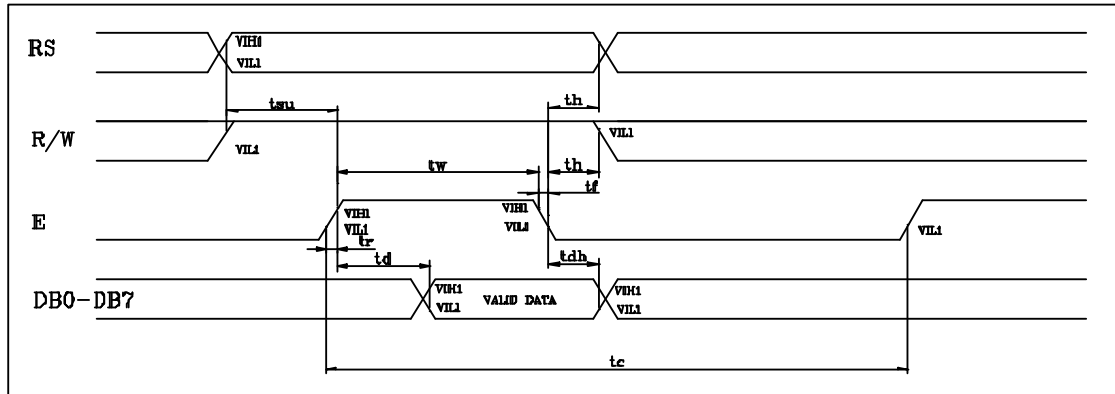 RS
VIH1
VIL1
tsu
th
R/W
VIL1
VIL1
tw
th
tf
E
VIH1
VIL1
VIH1
VIL1
tr
td
tdh
DB0-DB7
VIH1
VIL1
VALID DATA
VIH1
VIL1
tc